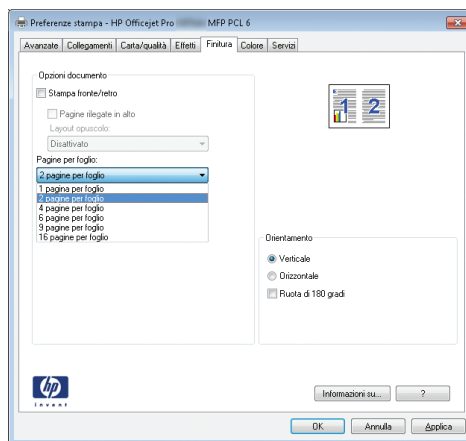 Preferenze stampa - HP Officejet Pro MFP PCL 6
Avanzate Collegamenti Carta/qualità Effetti Finitura Colore Servizi
Opzioni documento
Stampa fronte/retro
Pagine rilegate in alto
Layout opuscolo:
Disattivato
Pagine per foglio:
2 pagine per foglio
1 pagina per foglio
2 pagine per foglio
4 pagine per foglio
6 pagine per foglio
9 pagine per foglio
16 pagine per foglio
1 2
Orientamento
Verticale
Orizzontale
Ruota di 180 gradi
hp
invent
Informazioni su... ?
OK Annulla Applica